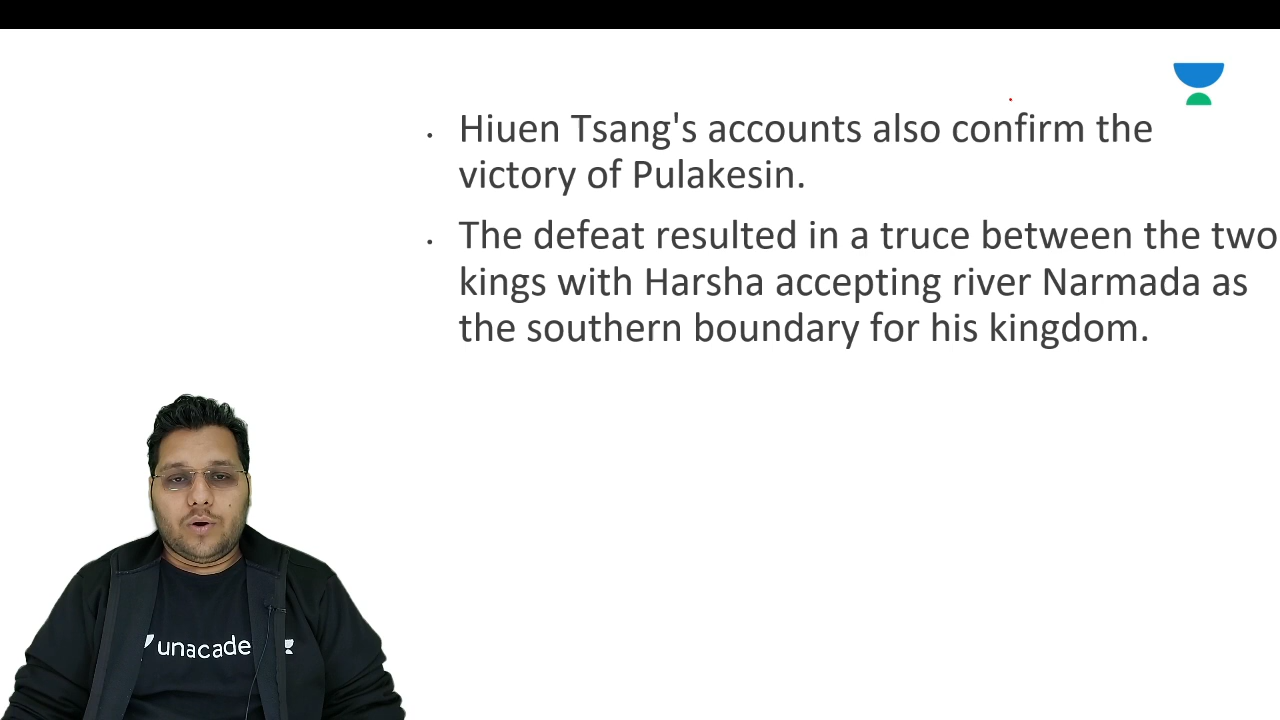 Hiuen Tsang's accounts also confirm the
victory of Pulakesin.
The defeat resulted in a truce between the two
kings with Harsha accepting river Narmada as
the southern boundary for his kingdom.
unacade